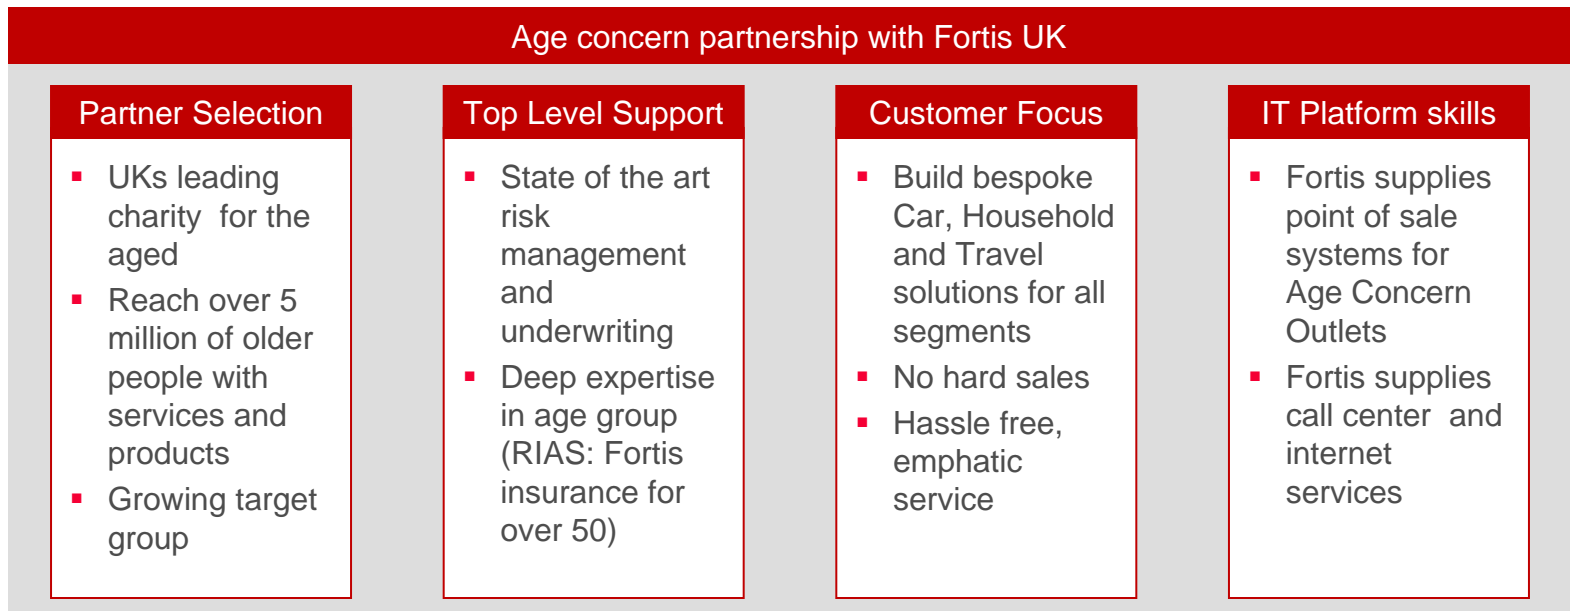 Age concern partnership with Fortis UK
Partner Selection
▪ UKs leading
charity for the
aged
▪ Reach over 5
million of older
people with
services and
products
▪ Growing target
group
Top Level Support
▪ State of the art
risk
management
and
underwriting
▪ Deep expertise
in age group
(RIAS: Fortis
insurance for
over 50)
Customer Focus
▪ Build bespoke
Car, Household
and Travel
solutions for all
segments
▪ No hard sales
▪ Hassle free,
emphatic
service
IT Platform skills
▪ Fortis supplies
point of sale
systems for
Age Concern
Outlets
▪ Fortis supplies
call center and
internet
services